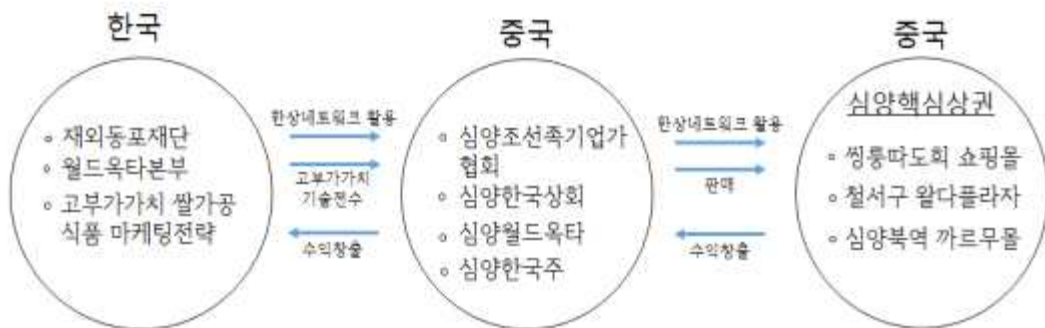 한국
재외동포재단
월드옥타본부
고부가가치 쌀가공
식품 마케팅전략
한상네트워크 활용
고부가가치
기술전수
수익창출
중국
심양조선족기업가
협회
심양한국상회
심양월드옥타
심양한국주
한상네트워크 활용
판매
수익창출
중국
심양핵심상권
씽룽따도회 쇼핑몰
철서구 왈다플라자
심양북역 까르무몰